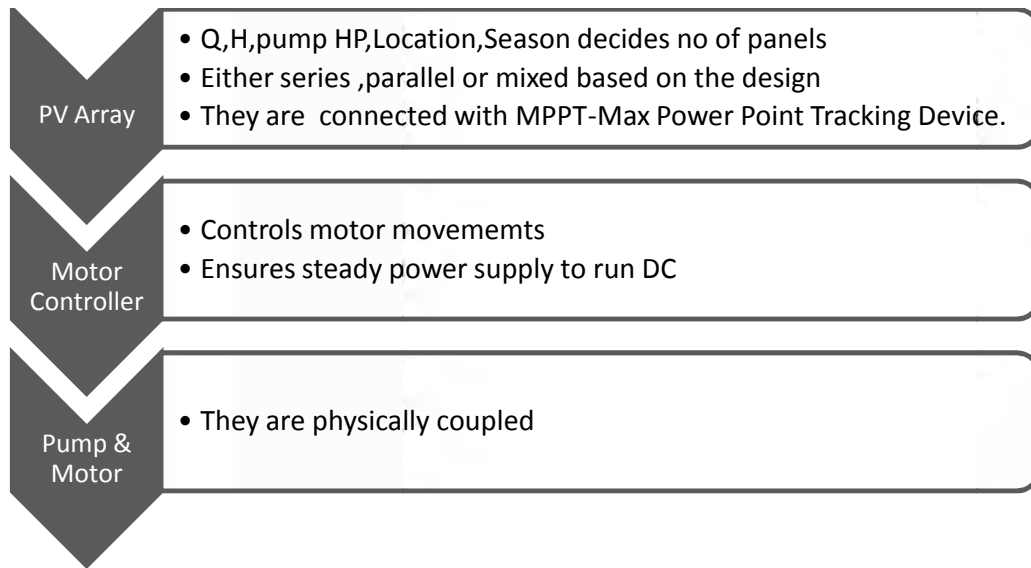 PV Array
• Q,H,pump HP,Location,Season decides no of panels
• Either series ,parallel or mixed based on the design
• They are connected with MPPT-Max Power Point Tracking Device.
Motor
Controller
• Controls motor movememts
• Ensures steady power supply to run DC
Pump &
Motor
• They are physically coupled